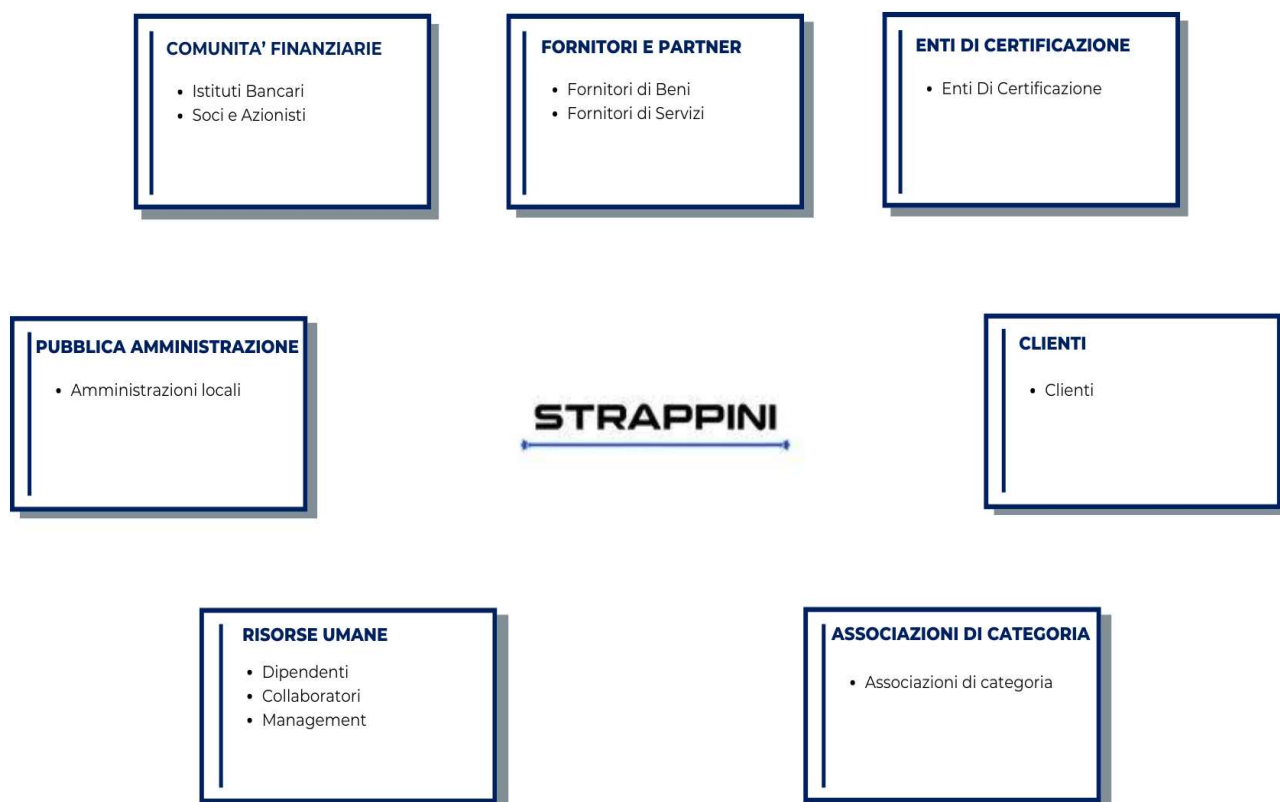 COMUNITA’ FINANZIARIE
• Istituti Bancari
• Soci e Azionisti
FORNITORI E PARTNER
• Fornitori di Beni
• Fornitori di Servizi
ENTI DI CERTIFICAZIONE
• Enti Di Certificazione
PUBBLICA AMMINISTRAZIONE
• Amministrazioni locali
STRAPPINI
CLIENTI
• Clienti
RISORSE UMANE
• Dipendenti
• Collaboratori
• Management
ASSOCIAZIONI DI CATEGORIA
• Associazioni di categoria